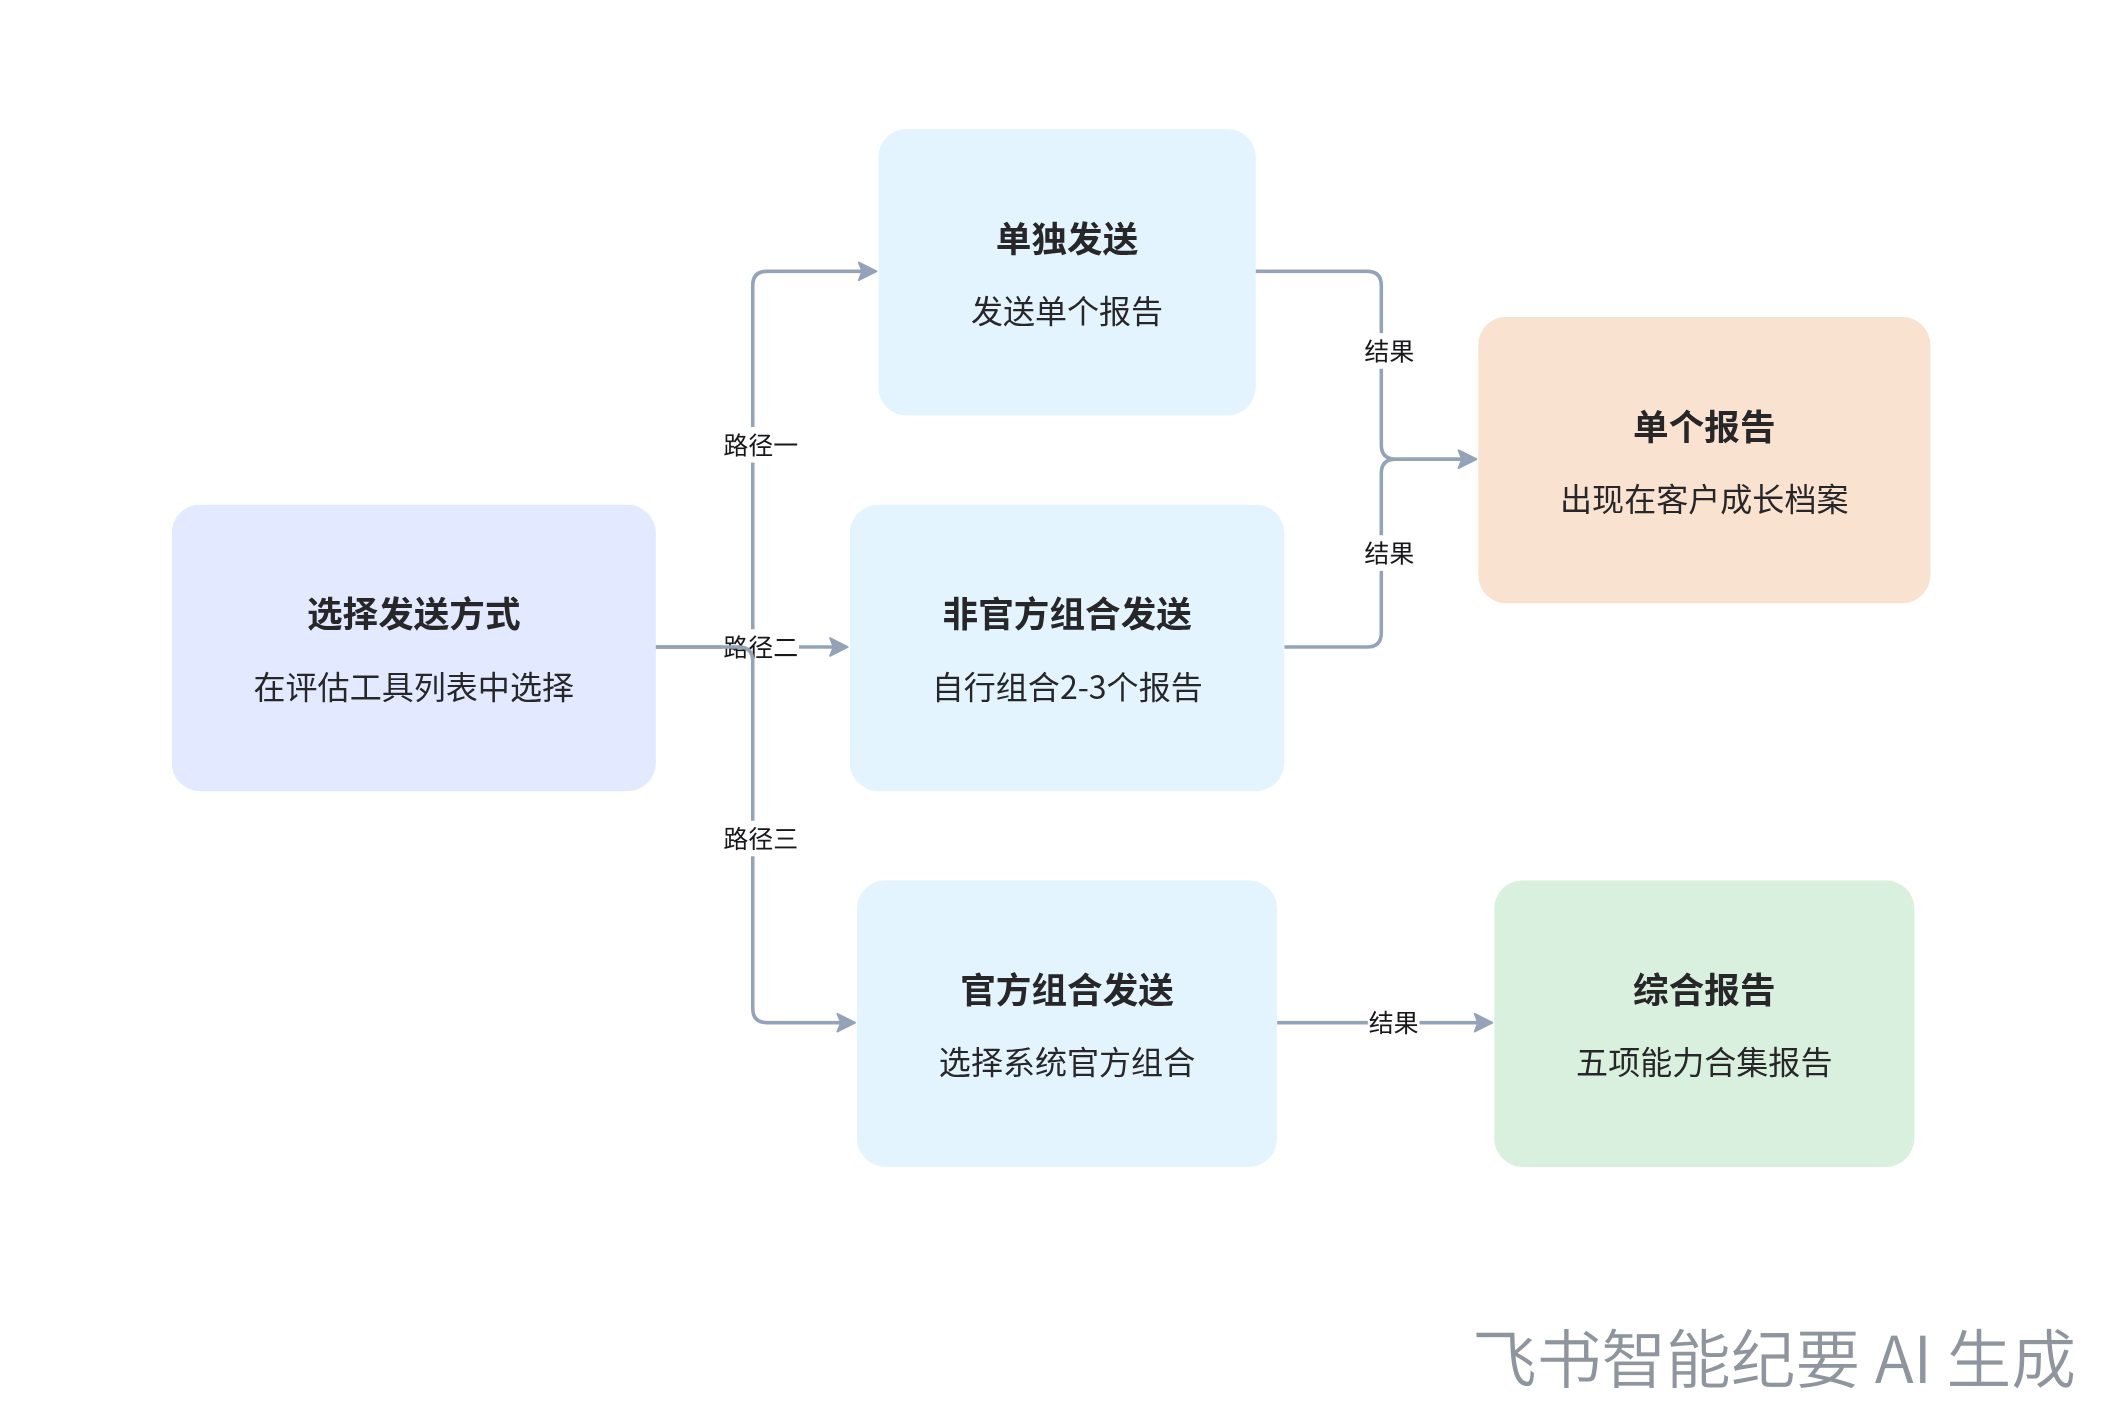 单独发送
发送单个报告
结果
单个报告
出现在客户成长档案
路径一
选择发送方式
在评估工具列表中选择
路径二
非官方组合发送
自行组合2-3个报告
结果
路径三
官方组合发送
选择系统官方组合
结果
综合报告
五项能力合集报告
飞书智能纪要 AI 生成